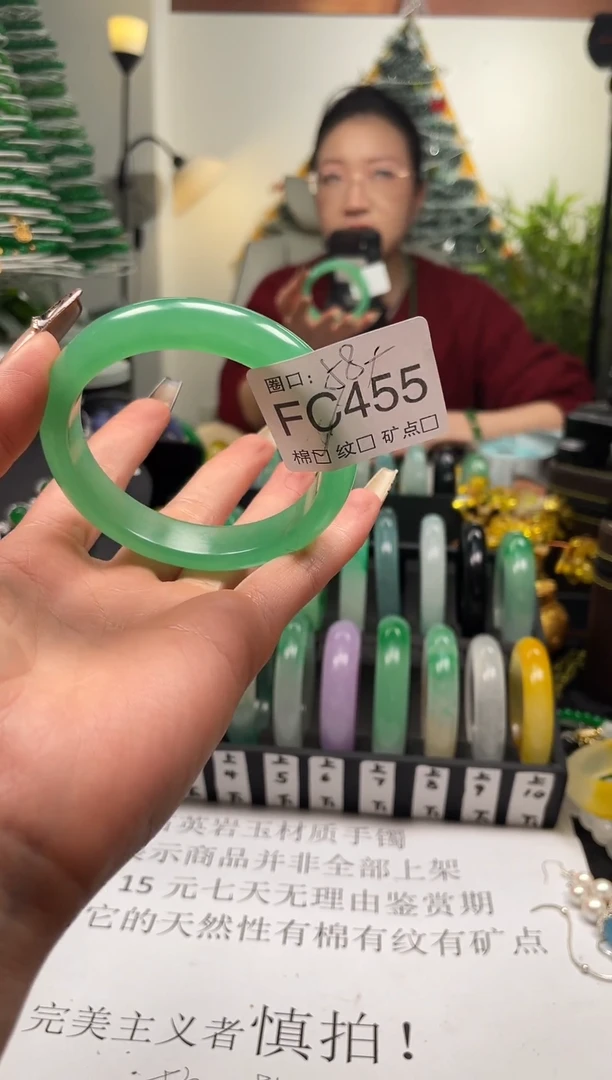 圈口: 58+
FC455
棉☑ 纹☐ 矿点☐
上 4
上 5
上 6
上 7
上 8
上 9
上 10
英岩玉材质手镯
示商品并非全部上架
15 元七天无理由鉴赏期
它的天然性有棉有纹有矿点
完美主义者慎拍!